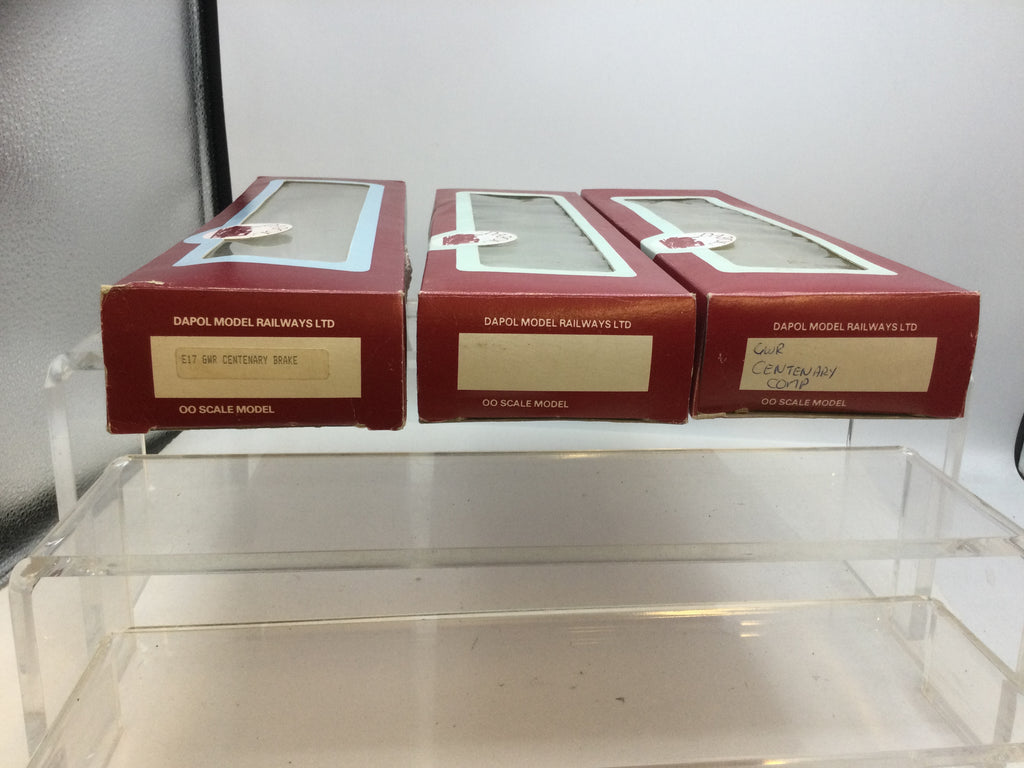 DAPOL MODEL RAILWAYS LTD
E17 GWR CENTENARY BRAKE
OO SCALE MODEL
DAPOL MODEL RAILWAYS LTD
OO SCALE MODEL
DAPOL MODEL RAILWAYS LTD
GWR
CENTENARY
COMP
OO SCALE MODEL